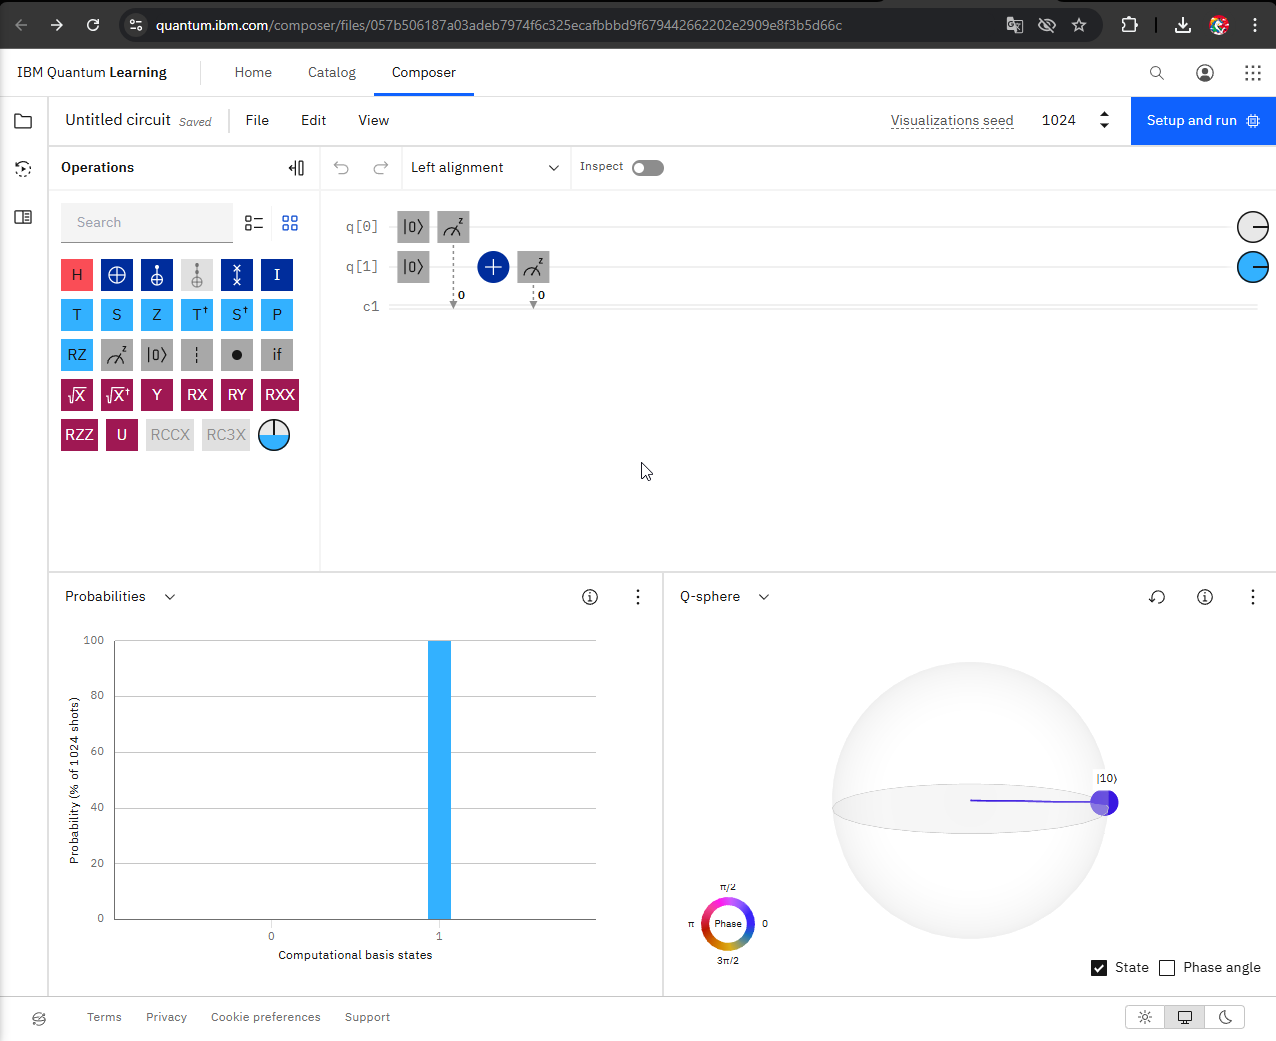 quantum.ibm.com/composer/files/057b506187a03adeb7974f6c325ecafbbbd9f679442662202e2909e8f3b5d66c
IBM Quantum Learning Home Catalog Composer
Untitled circuit Saved File Edit View Visualizations seed 1024 Setup and run
Operations Left alignment Inspect
Search
q[0] |0⟩ z
q[1] |0⟩ + z
0 0
c1
H I
T S Z T† S† P
RZ z |0⟩ if
√X √X† Y RX RY RXX
RZZ U RCCX RC3X
Probabilities
Probability (% of 1024 shots)
100
80
60
40
20
0
0 1
Computational basis states
Q-sphere
|10⟩
π/2
π Phase 0
3π/2
State Phase angle
Terms Privacy Cookie preferences Support